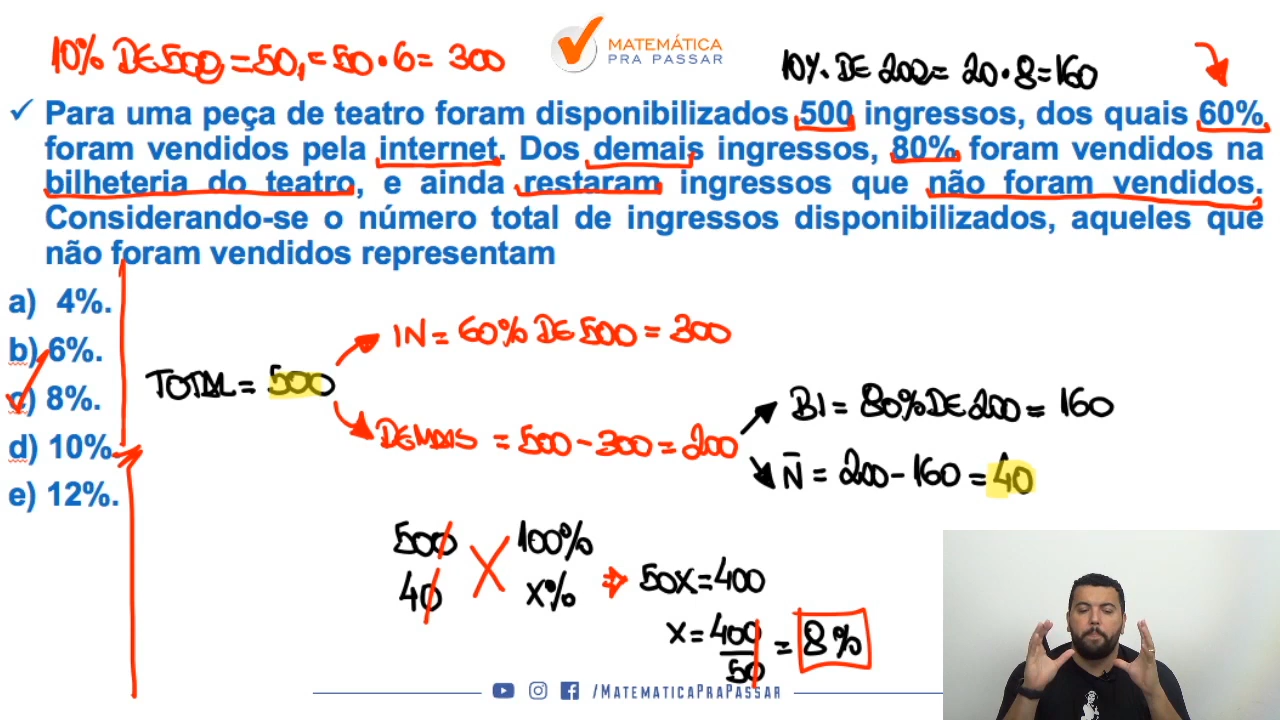 10% DE 500 = 50 = 50 · 6 = 300
MATEMÁTICA
PRA PASSAR
10%. DE 200 = 20 · 8 = 160
✓ Para uma peça de teatro foram disponibilizados 500 ingressos, dos quais 60%
foram vendidos pela internet. Dos demais ingressos, 80% foram vendidos na
bilheteria do teatro, e ainda restaram ingressos que não foram vendidos.
Considerando-se o número total de ingressos disponibilizados, aqueles que
não foram vendidos representam
a) 4%.
b) 6%.
c) 8%.
d) 10%.
e) 12%.
TOTAL = 500
IN = 60% DE 500 = 300
DEMAIS = 500 - 300 = 200
BI = 80% DE 200 = 160
N̄ = 200 - 160 = 40
500 100%
40 X%
50X = 400
X = 400/50 = 8%
/MATEMATICAPRAPASSAR